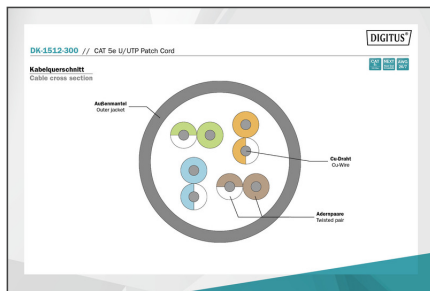 DIGITUS®
DK-1512-300 // CAT 5e U/UTP Patch Cord
Kabelquerschnitt
Cable cross section
Außenmantel
Outer jacket
Cu-Draht
Cu-Wire
Adernpaare
Twisted pair